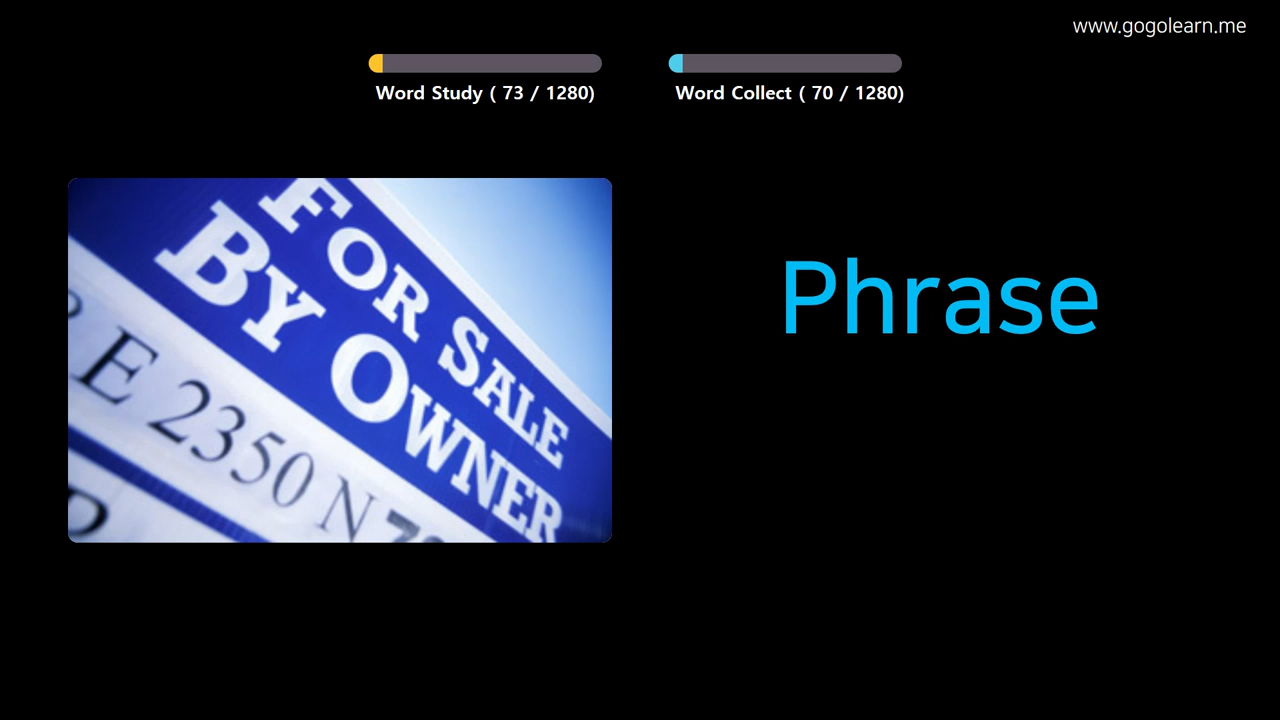 www.gogolearn.me
Word Study ( 73 / 1280)
Word Collect ( 70 / 1280)
FOR SALE
BY OWNER
E 2350 N
Phrase